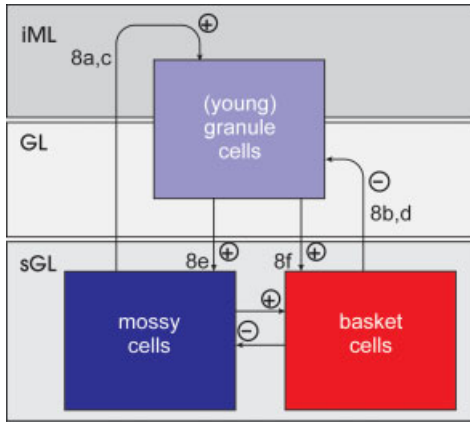 iML
8a,c
⊕
(young)
granule
cells
GL
⊖
8b,d
8e ⊕
8f ⊕
sGL
mossy
cells
⊕
⊖
basket
cells